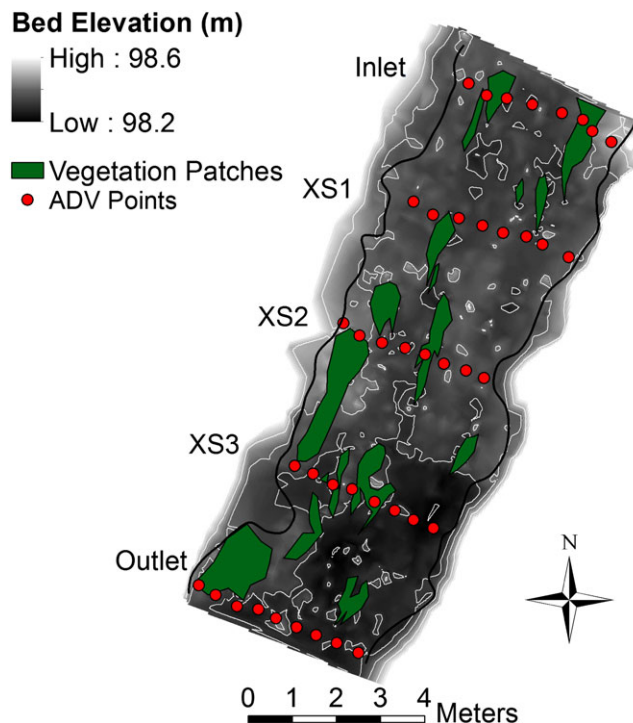 Bed Elevation (m)
High : 98.6
Low : 98.2
Vegetation Patches
ADV Points
Inlet
XS1
XS2
XS3
Outlet
N
0 1 2 3 4 Meters